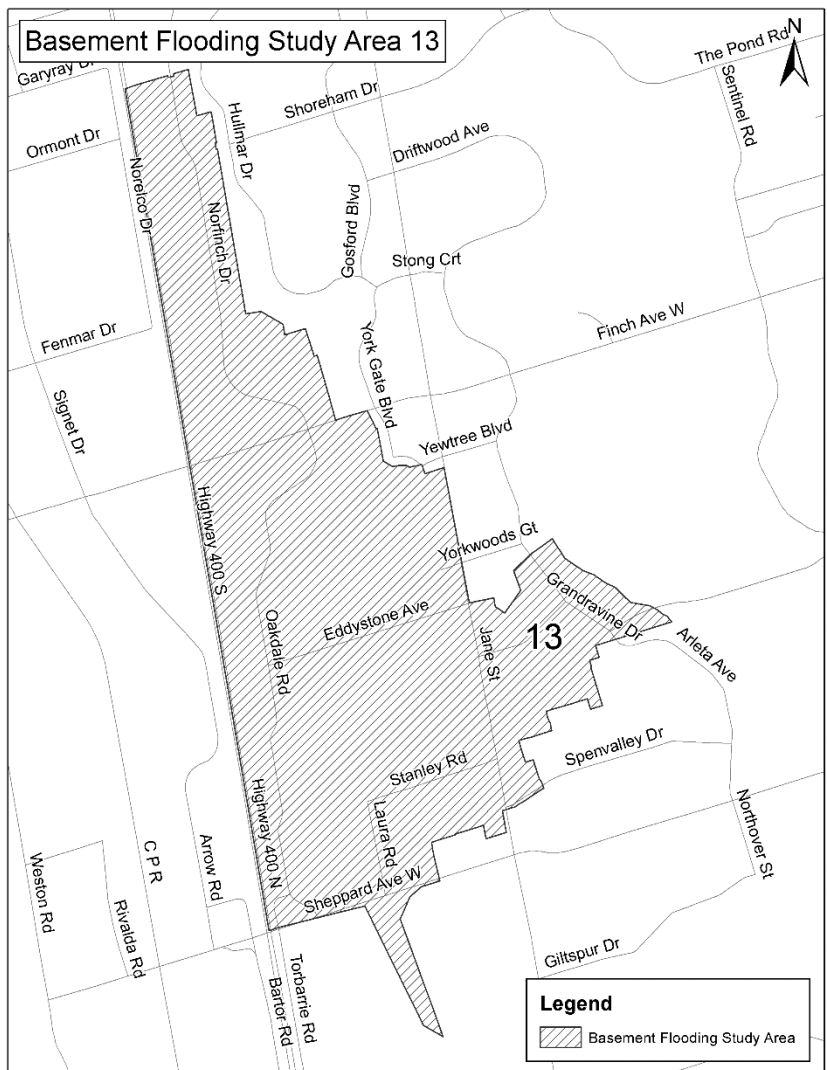 Basement Flooding Study Area 13
N
The Pond Rd
Garyray Dr
Shoreham Dr
Sentinel Rd
Hullmar Dr
Ormont Dr
Driftwood Ave
Norelco Dr
Norfinch Dr
Gosford Blvd
Stong Crt
Finch Ave W
Fenmar Dr
York Gate Blvd
Signet Dr
Yewtree Blvd
Highway 400 S
Yorkwoods Gt
Grandravine Dr
Eddystone Ave
Oakdale Rd
13
Jane St
Arleta Ave
Spenvalley Dr
Stanley Rd
Highway 400 N
Laura Rd
Northover St
C P R
Arrow Rd
Weston Rd
Sheppard Ave W
Rivalda Rd
Giltspur Dr
Torbarrie Rd
Bartor Rd
Legend
Basement Flooding Study Area